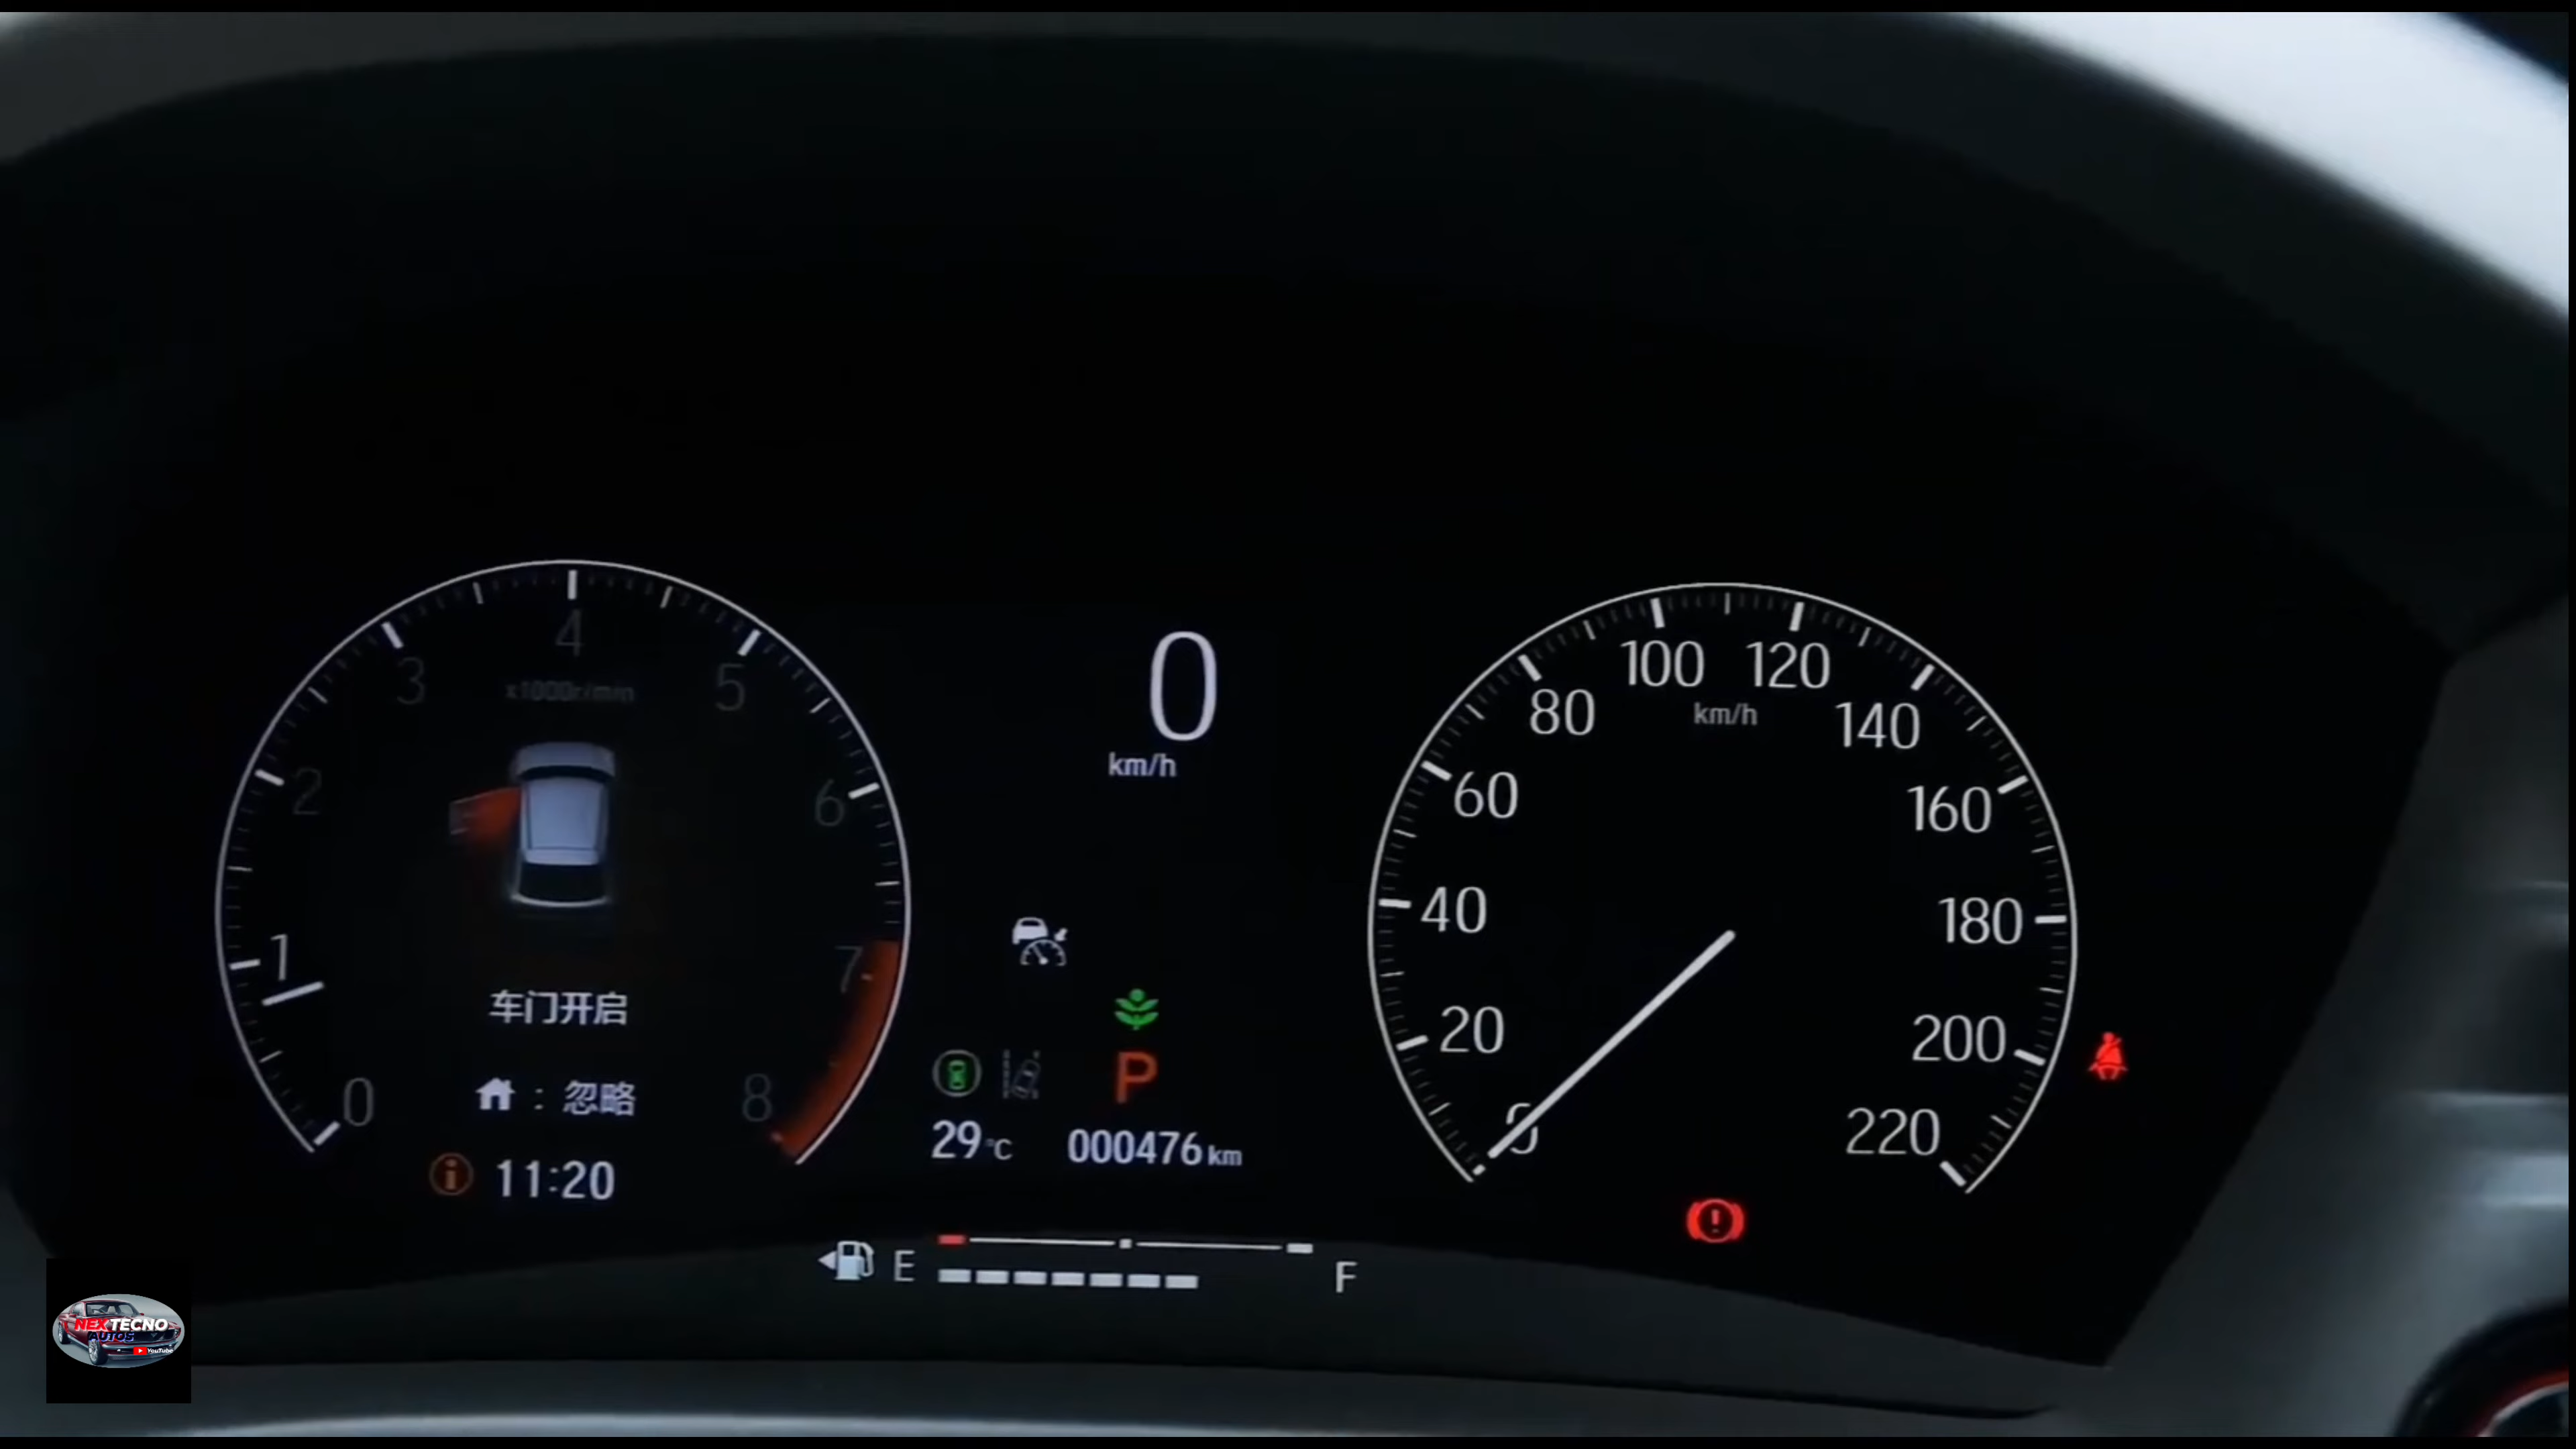 4
3
5
x1000r/min
2
6
1
7
0
8
车门开启
: 忽略
11:20
0
km/h
P
29 °C
000476 km
E
F
100
120
80
km/h
140
60
160
40
180
20
200
0
220
NEXTECNO
AUTOS
YouTube